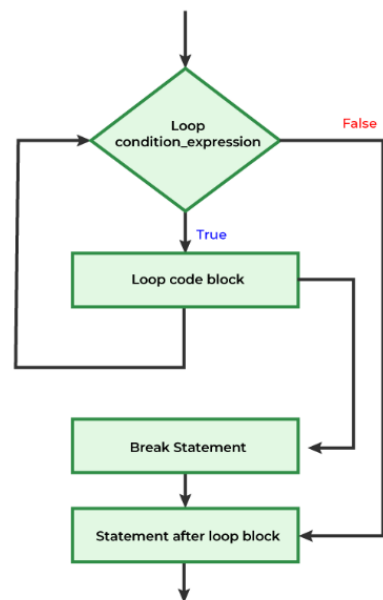 Loop
condition_expression
False
True
Loop code block
Break Statement
Statement after loop block